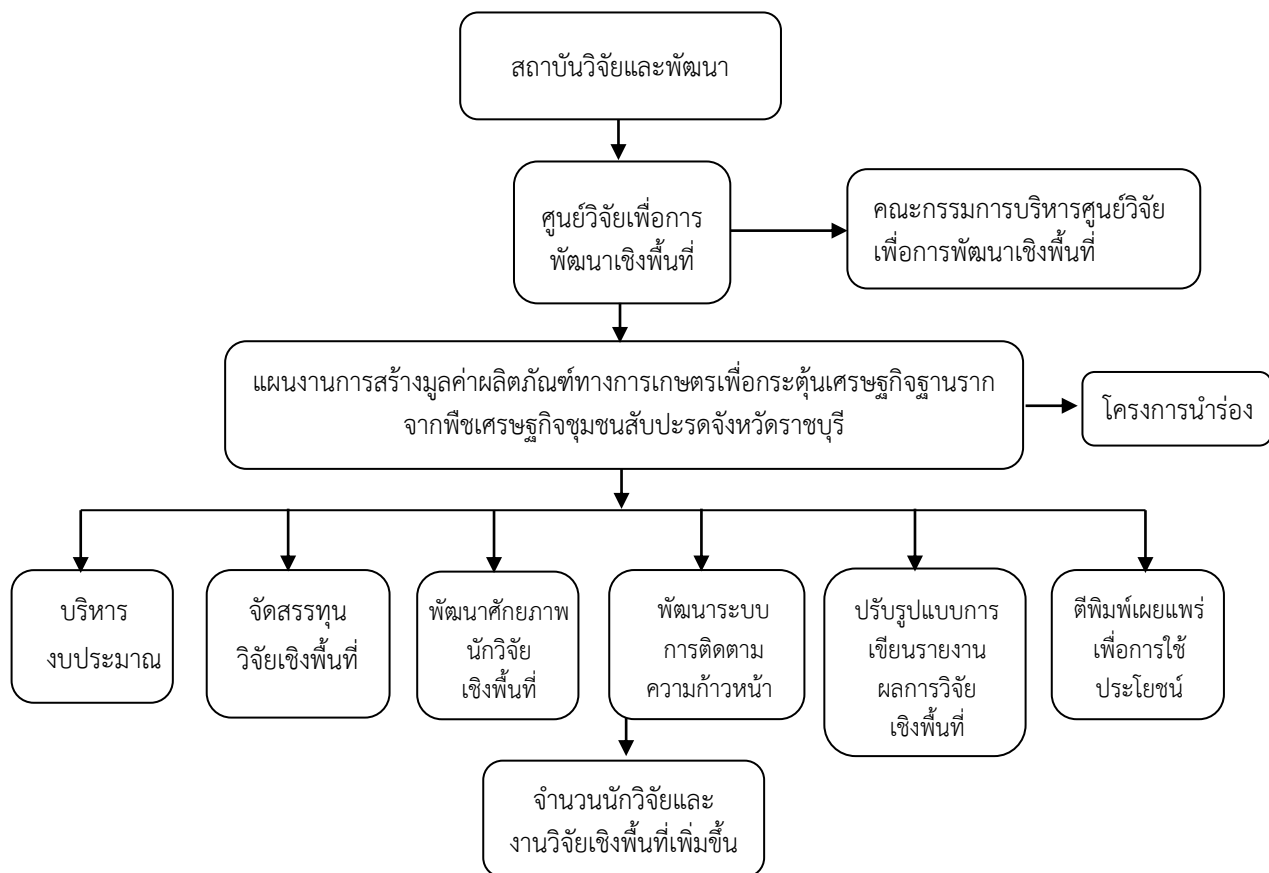 สถาบันวิจัยและพัฒนา
ศูนย์วิจัยเพื่อการ
พัฒนาเชิงพื้นที่
คณะกรรมการบริหารศูนย์วิจัย
เพื่อการพัฒนาเชิงพื้นที่
แผนงานการสร้างมูลค่าผลิตภัณฑ์ทางการเกษตรเพื่อกระตุ้นเศรษฐกิจฐานราก
จากพืชเศรษฐกิจชุมชนสับปะรดจังหวัดราชบุรี
โครงการนำร่อง
บริหาร
งบประมาณ
จัดสรรทุน
วิจัยเชิงพื้นที่
พัฒนาศักยภาพ
นักวิจัย
เชิงพื้นที่
พัฒนาระบบ
การติดตาม
ความก้าวหน้า
ปรับรูปแบบการ
เขียนรายงาน
ผลการวิจัย
เชิงพื้นที่
ตีพิมพ์เผยแพร่
เพื่อการใช้
ประโยชน์
จำนวนนักวิจัยและ
งานวิจัยเชิงพื้นที่เพิ่มขึ้น